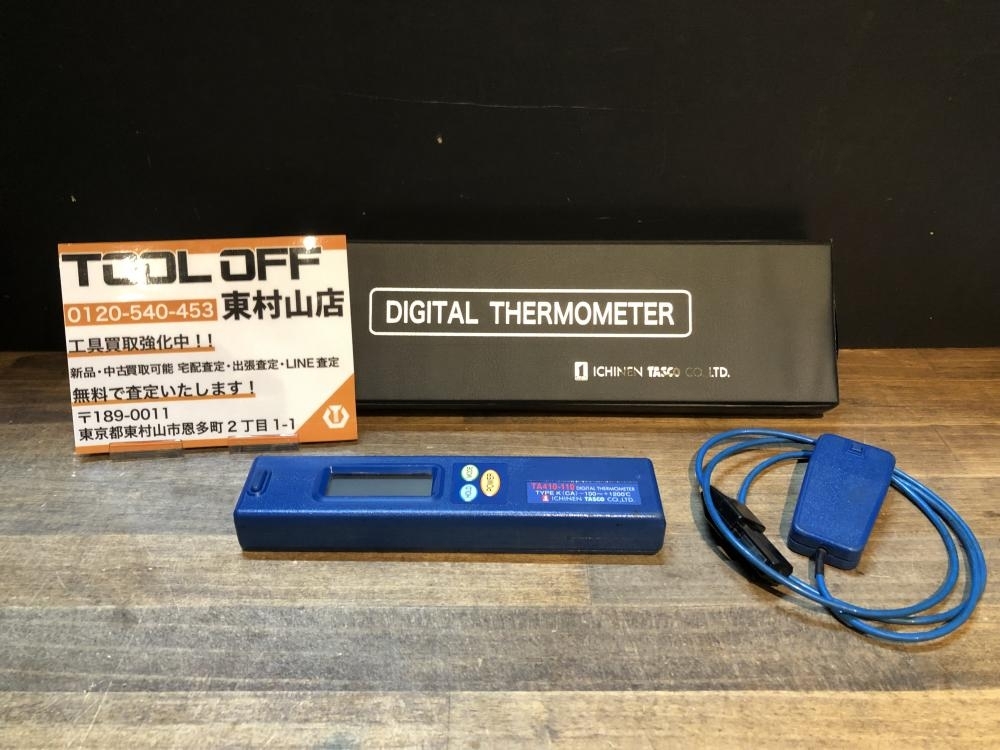 TOOL OFF
0120-540-453 東村山店
工具買取強化中!!
新品・中古買取可能 宅配査定・出張査定・LINE査定
無料で査定いたします!
〒189-0011
東京都東村山市恩多町2丁目1-1
DIGITAL THERMOMETER
ICHINEN TASCO CO.,LTD.
MODE
HOLD
POWER
TA410-110 DIGITAL THERMOMETER
TYPE K(CA) -100~+1200℃
ICHINEN TASCO CO.,LTD.